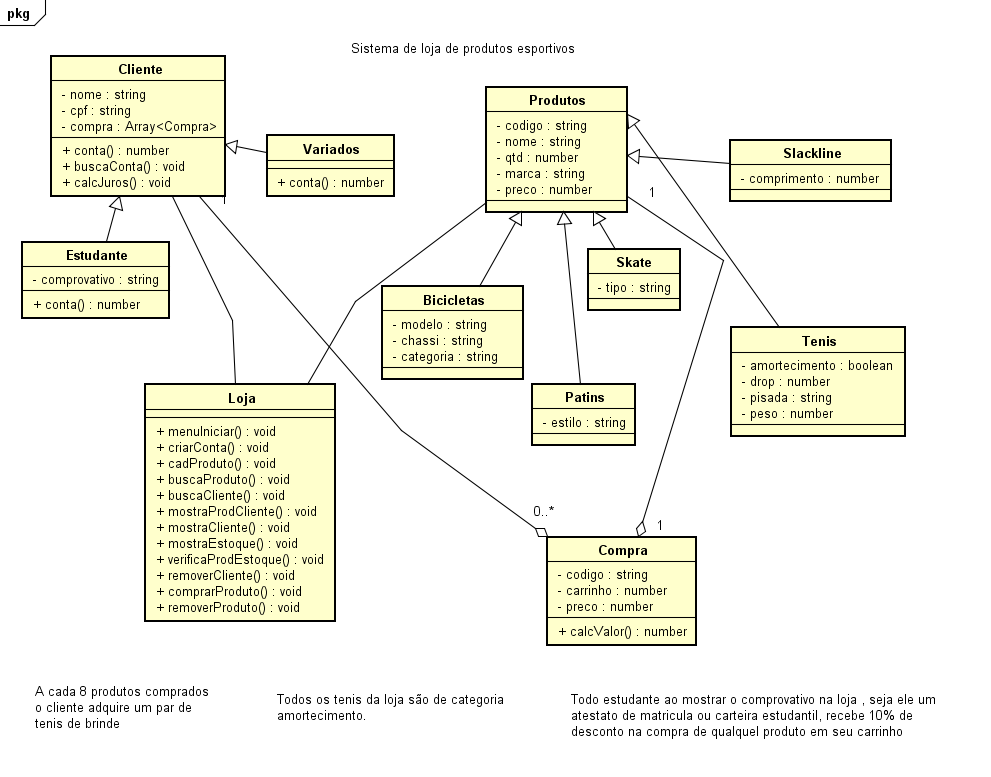 pkg
Sistema de loja de produtos esportivos
Cliente
- nome : string
- cpf : string
- compra : Array<Compra>
+ conta() : number
+ buscaConta() : void
+ calcJuros() : void
Variados
+ conta() : number
Produtos
- codigo : string
- nome : string
- qtd : number
- marca : string
- preco : number
Slackline
- comprimento : number
1
Estudante
- comprovativo : string
+ conta() : number
Skate
- tipo : string
Bicicletas
- modelo : string
- chassi : string
- categoria : string
Tenis
- amortecimento : boolean
- drop : number
- pisada : string
- peso : number
Patins
- estilo : string
Loja
+ menuIniciar() : void
+ criarConta() : void
+ cadProduto() : void
+ buscaProduto() : void
+ buscaCliente() : void
+ mostraProdCliente() : void
+ mostraCliente() : void
+ mostraEstoque() : void
+ verificaProdEstoque() : void
+ removerCliente() : void
+ comprarProduto() : void
+ removerProduto() : void
0..*
1
Compra
- codigo : string
- carrinho : number
- preco : number
+ calcValor() : number
A cada 8 produtos comprados
o cliente adquire um par de
tenis de brinde
Todos os tenis da loja são de categoria
amortecimento.
Todo estudante ao mostrar o comprovativo na loja , seja ele um
atestado de matricula ou carteira estudantil, recebe 10% de
desconto na compra de qualquel produto em seu carrinho